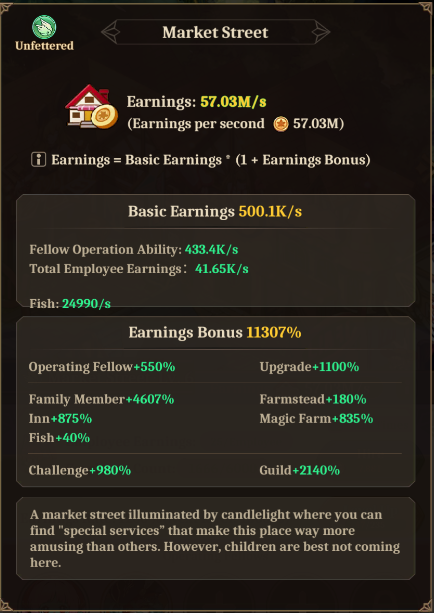 Market Street
Unfettered
Earnings: 57.03M/s
(Earnings per second 57.03M)
Earnings = Basic Earnings * (1 + Earnings Bonus)
Basic Earnings 500.1K/s
Fellow Operation Ability: 433.4K/s
Total Employee Earnings: 41.65K/s
Fish: 24990/s
Earnings Bonus 11307%
Operating Fellow+550% Upgrade+1100%
Family Member+4607% Farmstead+180%
Inn+875% Magic Farm+835%
Fish+40%
Challenge+980% Guild+2140%
A market street illuminated by candlelight where you can
find "special services" that make this place way more
amusing than others. However, children are best not coming
here.